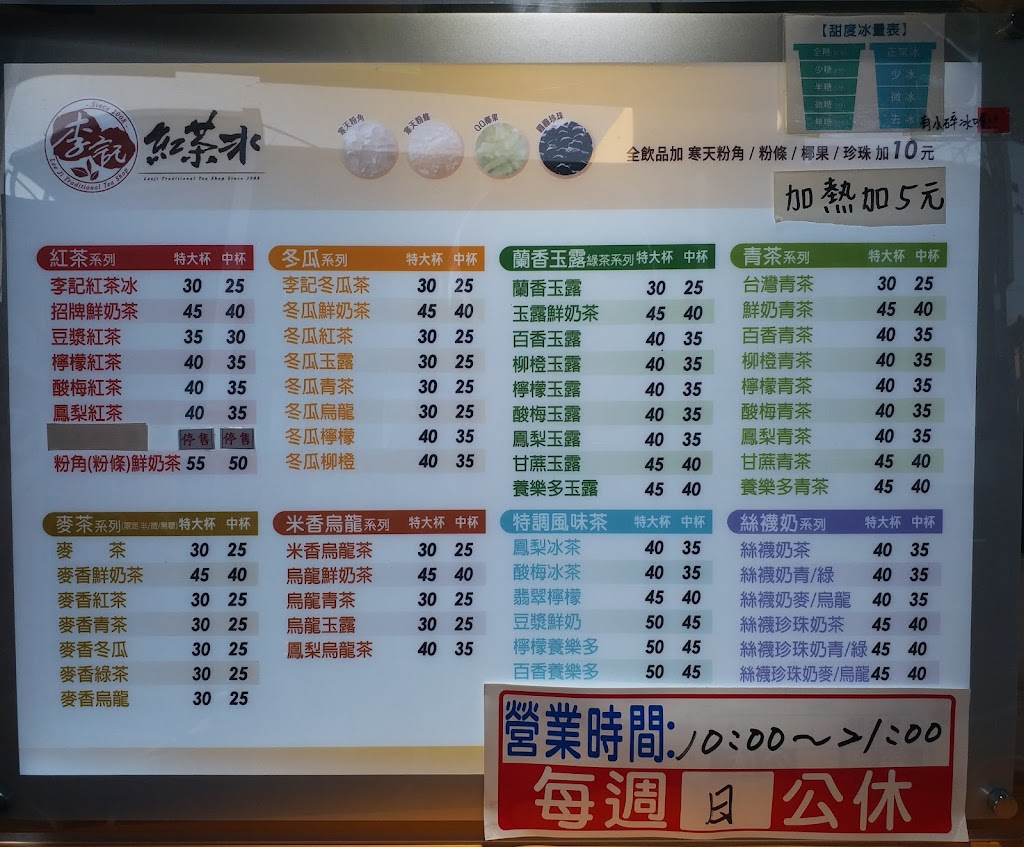 【甜度冰量表】
全糖 正常冰
少糖 少冰
半糖 微冰
微糖 去冰
無糖
有小碎冰哦!!
Since 2008
李記
LeeJi Traditional Tea Shop
紅茶冰
Leeji Traditional Tea Shop Since 2008
寒天粉角 寒天粉條 QQ椰果 珍珠
全飲品加 寒天粉角 / 粉條 / 椰果 / 珍珠 加10元
加熱加5元
紅茶系列 特大杯 中杯
李記紅茶冰 30 25
招牌鮮奶茶 45 40
豆漿紅茶 35 30
檸檬紅茶 40 35
酸梅紅茶 40 35
鳳梨紅茶 40 35
停售 停售
粉角(粉條)鮮奶茶 55 50
冬瓜系列 特大杯 中杯
李記冬瓜茶 30 25
冬瓜鮮奶茶 45 40
冬瓜紅茶 30 25
冬瓜玉露 30 25
冬瓜青茶 30 25
冬瓜烏龍 30 25
冬瓜檸檬 40 35
冬瓜柳橙 40 35
蘭香玉露綠茶系列 特大杯 中杯
蘭香玉露 30 25
玉露鮮奶茶 45 40
百香玉露 40 35
柳橙玉露 40 35
檸檬玉露 40 35
酸梅玉露 40 35
鳳梨玉露 40 35
甘蔗玉露 45 40
養樂多玉露 45 40
青茶系列 特大杯 中杯
台灣青茶 30 25
鮮奶青茶 45 40
百香青茶 40 35
柳橙青茶 40 35
檸檬青茶 40 35
酸梅青茶 40 35
鳳梨青茶 40 35
甘蔗青茶 45 40
養樂多青茶 45 40
麥茶系列(限定 半/微/無糖) 特大杯 中杯
麥 茶 30 25
麥香鮮奶茶 45 40
麥香紅茶 30 25
麥香青茶 30 25
麥香冬瓜 30 25
麥香綠茶 30 25
麥香烏龍 30 25
米香烏龍系列 特大杯 中杯
米香烏龍茶 30 25
烏龍鮮奶茶 45 40
烏龍青茶 30 25
烏龍玉露 30 25
鳳梨烏龍茶 40 35
特調風味茶 特大杯 中杯
鳳梨冰茶 40 35
酸梅冰茶 40 35
翡翠檸檬 45 40
豆漿鮮奶 50 45
檸檬養樂多 50 45
百香養樂多 50 45
絲襪奶系列 特大杯 中杯
絲襪奶茶 40 35
絲襪奶青/綠 40 35
絲襪奶麥/烏龍 40 35
絲襪珍珠奶茶 45 40
絲襪珍珠奶青/綠 45 40
絲襪珍珠奶麥/烏龍 45 40
營業時間:10:00~21:00
每週日公休